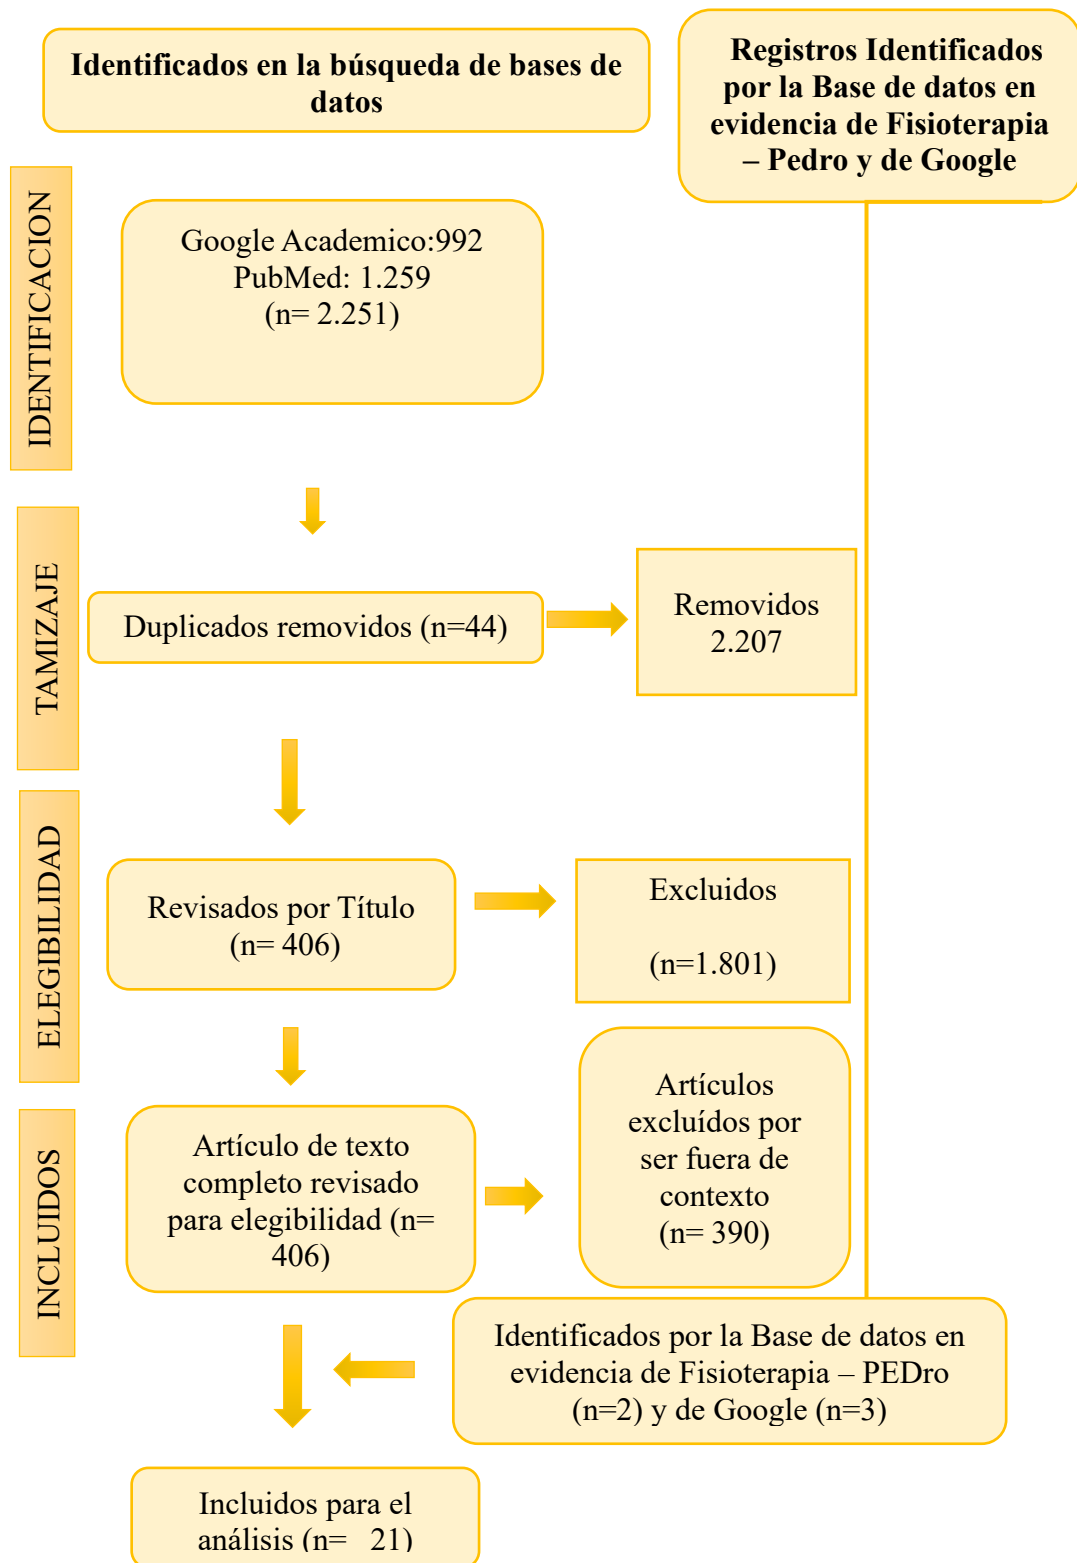 Identificados en la búsqueda de bases de
datos
Registros Identificados
por la Base de datos en
evidencia de Fisioterapia
– Pedro y de Google
IDENTIFICACION
Google Academico:992
PubMed: 1.259
(n= 2.251)
TAMIZAJE
Duplicados removidos (n=44)
Removidos
2.207
ELEGIBILIDAD
Revisados por Título
(n= 406)
Excluidos
(n=1.801)
INCLUIDOS
Artículo de texto
completo revisado
para elegibilidad (n=
406)
Artículos
excluídos por
ser fuera de
contexto
(n= 390)
Identificados por la Base de datos en
evidencia de Fisioterapia – PEDro
(n=2) y de Google (n=3)
Incluidos para el
análisis (n= 21)